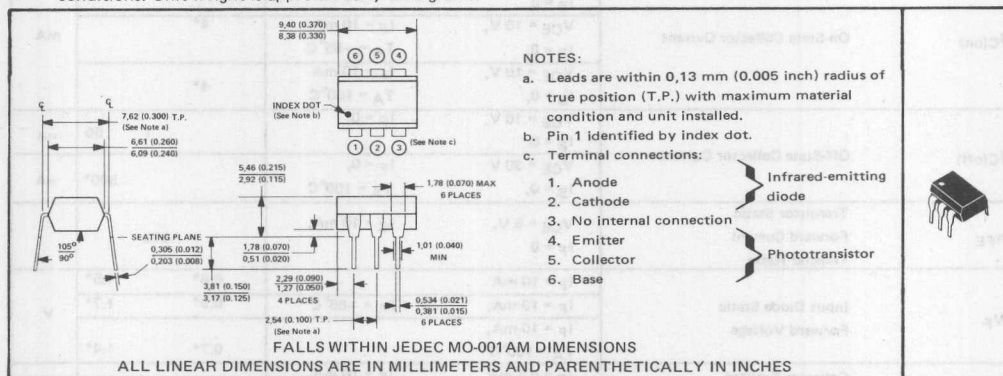 9,40 (0.370)
8,38 (0.330)
6 5 4
INDEX DOT
(See Note b)
1 2 3 (See Note c)
℄ ℄
7,62 (0.300) T.P.
(See Note a)
6,61 (0.260)
6,09 (0.240)
5,46 (0.215)
2,92 (0.115)
1,78 (0.070) MAX
6 PLACES
105°
90°
SEATING PLANE
0,305 (0.012)
0,203 (0.008)
1,78 (0.070)
0,51 (0.020)
1,01 (0.040)
MIN
3,81 (0.150)
3,17 (0.125)
2,29 (0.090)
1,27 (0.050)
4 PLACES
0,534 (0.021)
0,381 (0.015)
6 PLACES
2,54 (0.100) T.P.
(See Note a)
NOTES:
a. Leads are within 0,13 mm (0.005 inch) radius of
true position (T.P.) with maximum material
condition and unit installed.
b. Pin 1 identified by index dot.
c. Terminal connections:
1. Anode
2. Cathode
Infrared-emitting
diode
3. No internal connection
4. Emitter
5. Collector
6. Base
Phototransistor
FALLS WITHIN JEDEC MO-001AM DIMENSIONS
ALL LINEAR DIMENSIONS ARE IN MILLIMETERS AND PARENTHETICALLY IN INCHES